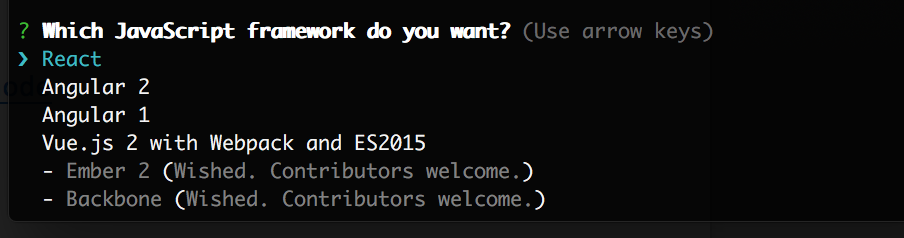 ? Which JavaScript framework do you want? (Use arrow keys)
❯ React
Angular 2
Angular 1
Vue.js 2 with Webpack and ES2015
- Ember 2 (Wished. Contributors welcome.)
- Backbone (Wished. Contributors welcome.)